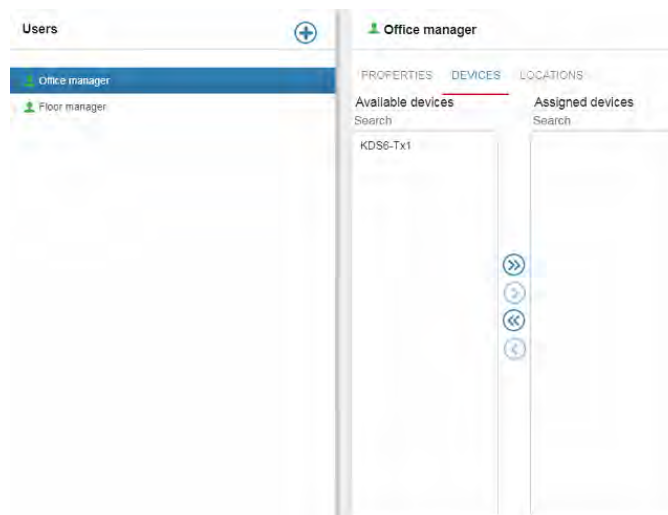 Users
Office manager
Floor manager
Office manager
PROPERTIES DEVICES LOCATIONS
Available devices Assigned devices
Search Search
KDS6-Tx1